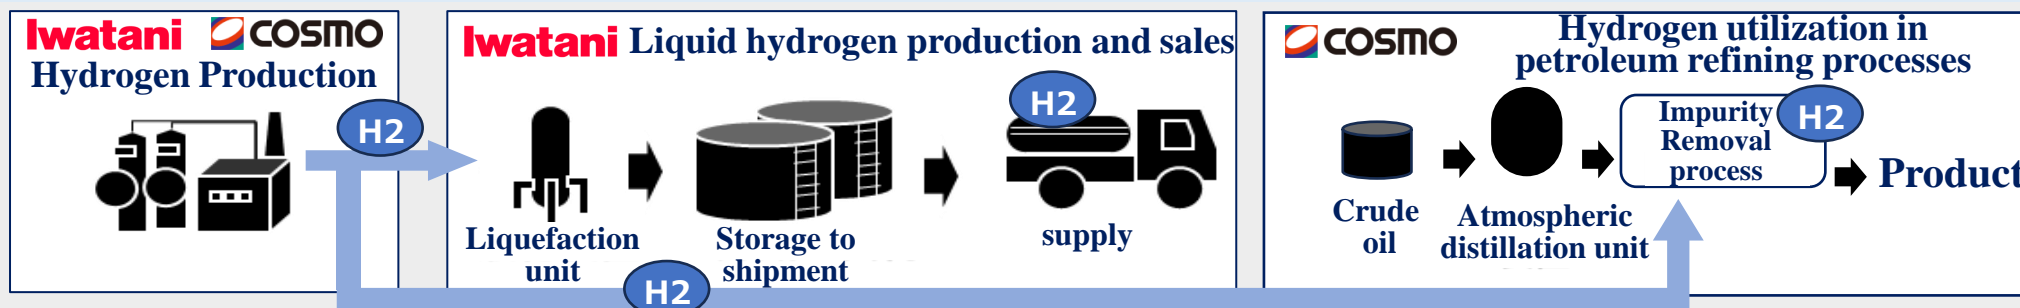 Iwatani COSMO
Hydrogen Production
H2
Iwatani Liquid hydrogen production and sales
H2
Liquefaction
unit
Storage to
shipment
supply
H2
COSMO
Hydrogen utilization in
petroleum refining processes
Crude
oil
Atmospheric
distillation unit
Impurity
Removal
process
H2
Product